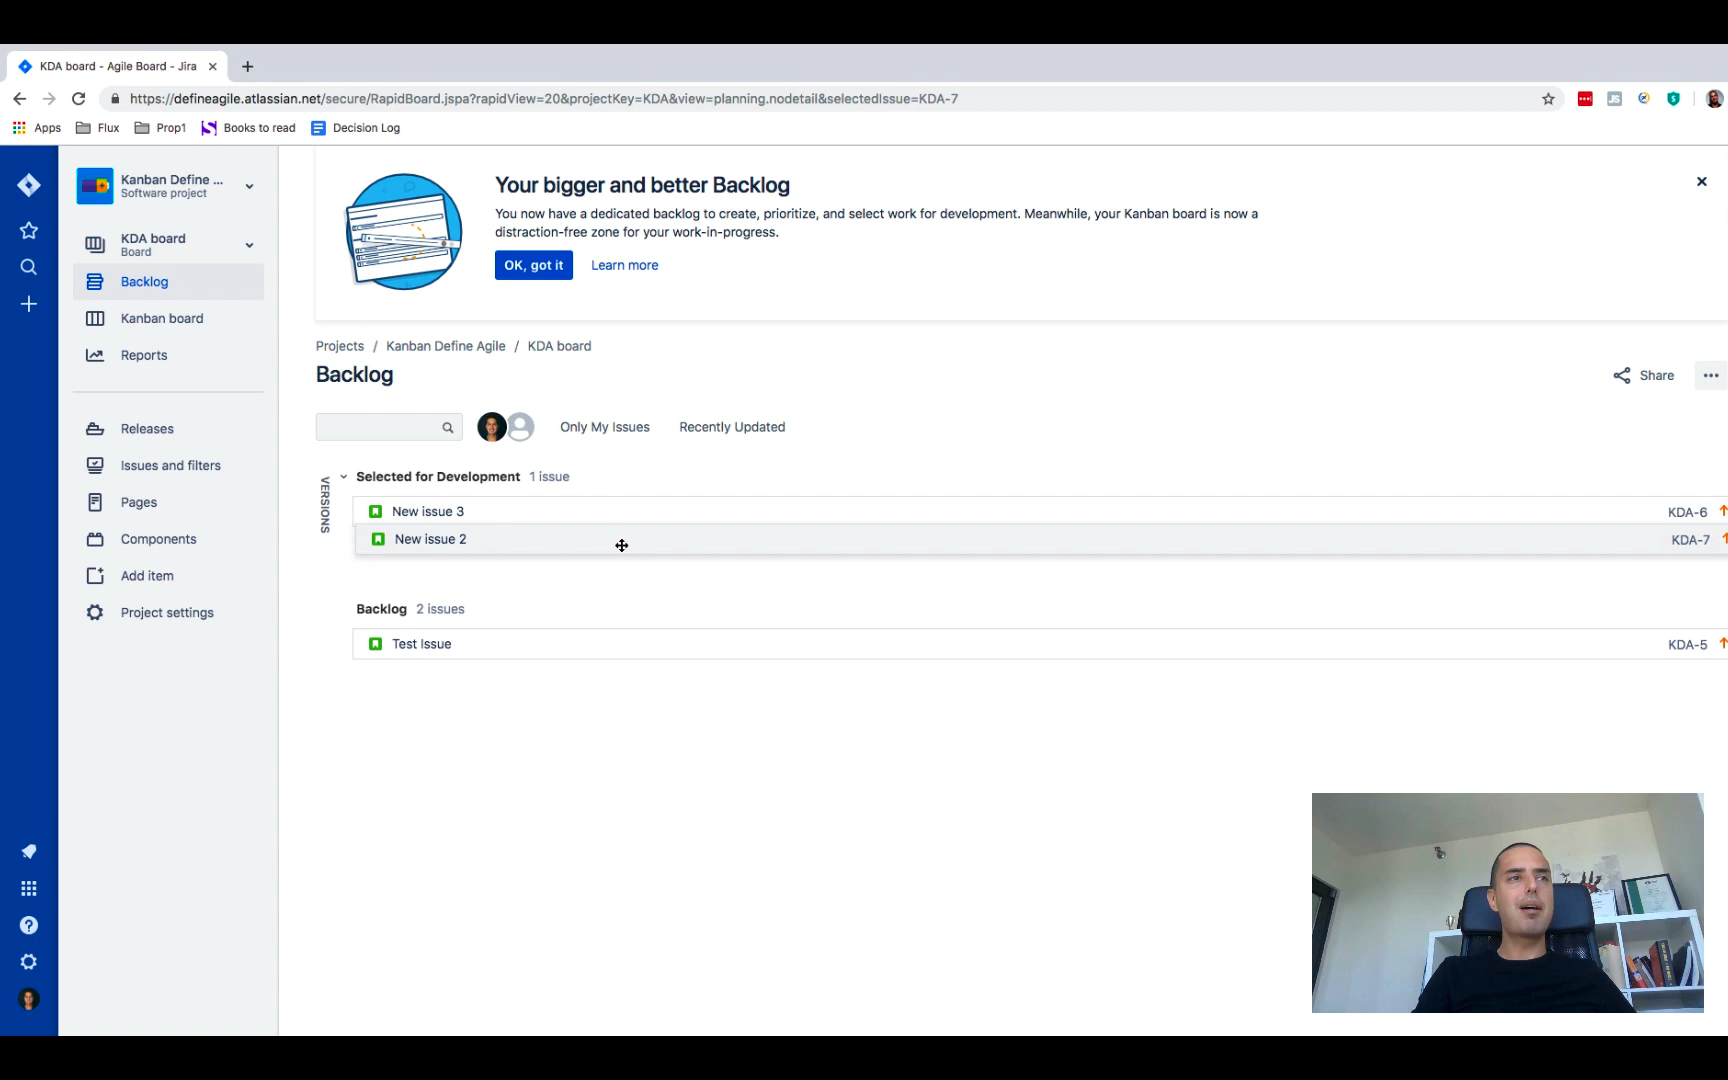 KDA board - Agile Board - Jira
https://defineagile.atlassian.net/secure/RapidBoard.jspa?rapidView=20&projectKey=KDA&view=planning.nodetail&selectedIssue=KDA-7
Apps Flux Prop1 Books to read Decision Log
Kanban Define ...
Software project
KDA board
Board
Backlog
Kanban board
Reports
Releases
Issues and filters
Pages
Components
Add item
Project settings
Your bigger and better Backlog
You now have a dedicated backlog to create, prioritize, and select work for development. Meanwhile, your Kanban board is now a
distraction-free zone for your work-in-progress.
OK, got it Learn more
Projects / Kanban Define Agile / KDA board
Backlog
Share
Only My Issues Recently Updated
VERSIONS
Selected for Development 1 issue
New issue 3 KDA-6
New issue 2 KDA-7
Backlog 2 issues
Test Issue KDA-5